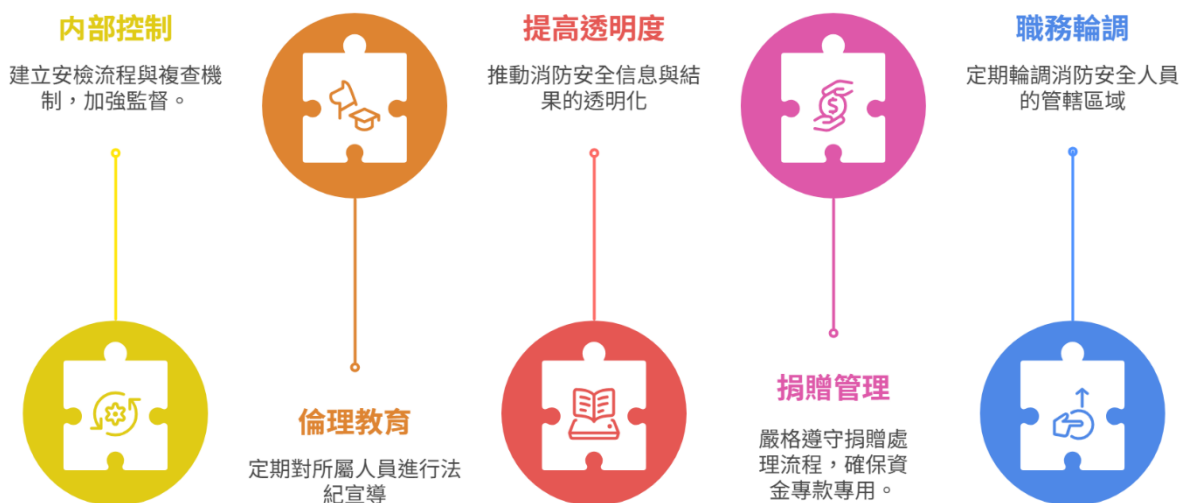 内部控制
建立安檢流程與複查機
制，加強監督。
倫理教育
定期對所屬人員進行法
紀宣導
提高透明度
推動消防安全信息與結
果的透明化
捐贈管理
嚴格遵守捐贈處
理流程，確保資
金專款專用。
職務輪調
定期輪調消防安全人員
的管轄區域